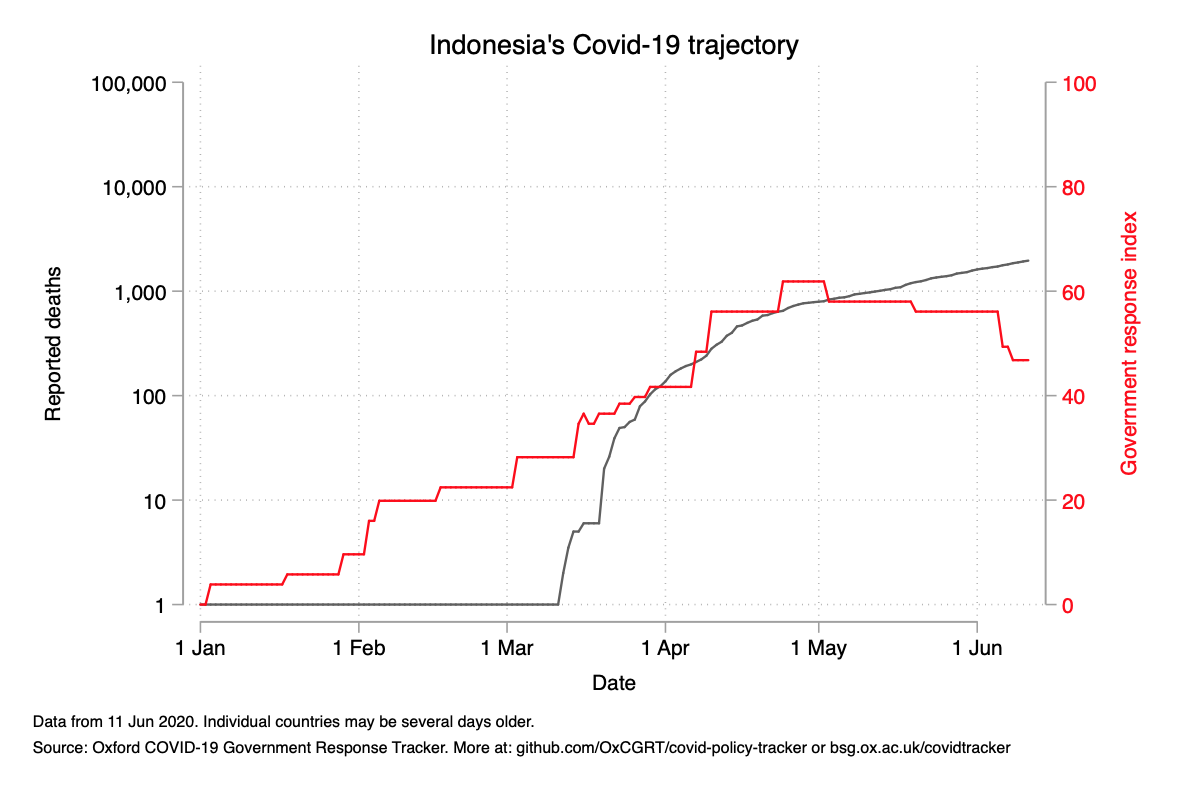 Indonesia's Covid-19 trajectory
100,000
10,000
1,000
100
10
1
Reported deaths
100
80
60
40
20
0
Government response index
1 Jan
1 Feb
1 Mar
1 Apr
1 May
1 Jun
Date
Data from 11 Jun 2020. Individual countries may be several days older.
Source: Oxford COVID-19 Government Response Tracker. More at: github.com/OxCGRT/covid-policy-tracker or bsg.ox.ac.uk/covidtracker